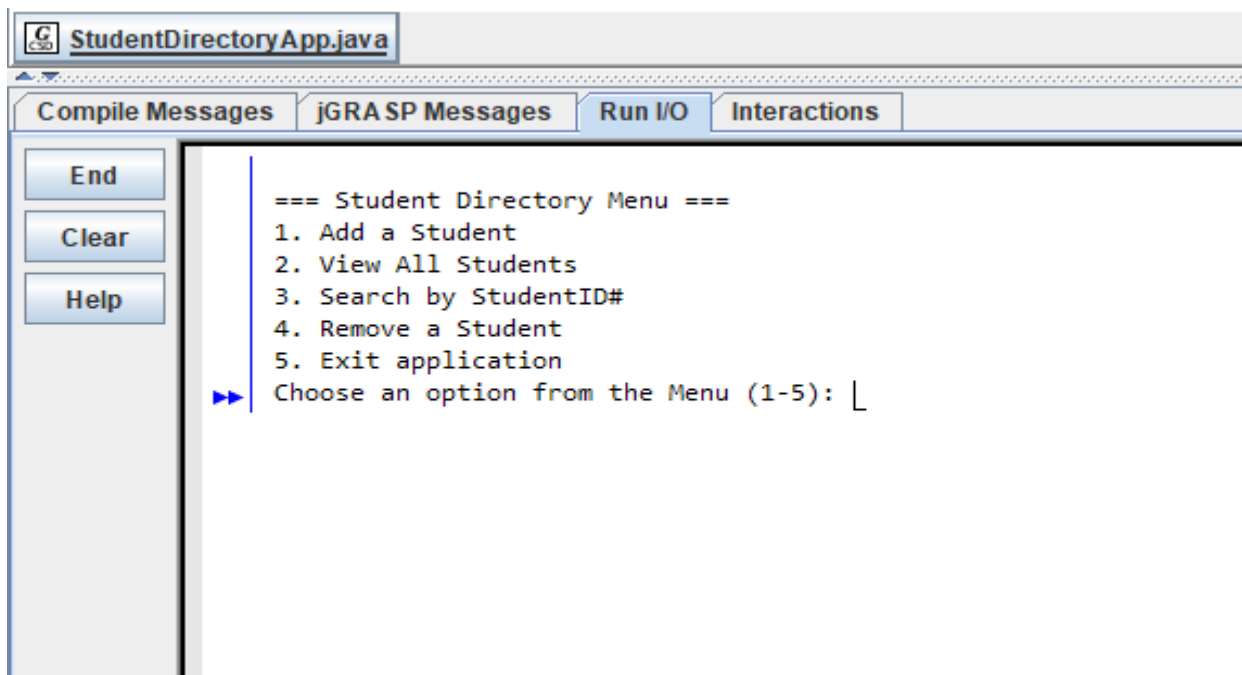 G
CSD
StudentDirectoryApp.java
Compile Messages jGRASP Messages Run I/O Interactions
End
Clear
Help
=== Student Directory Menu ===
1. Add a Student
2. View All Students
3. Search by StudentID#
4. Remove a Student
5. Exit application
Choose an option from the Menu (1-5):